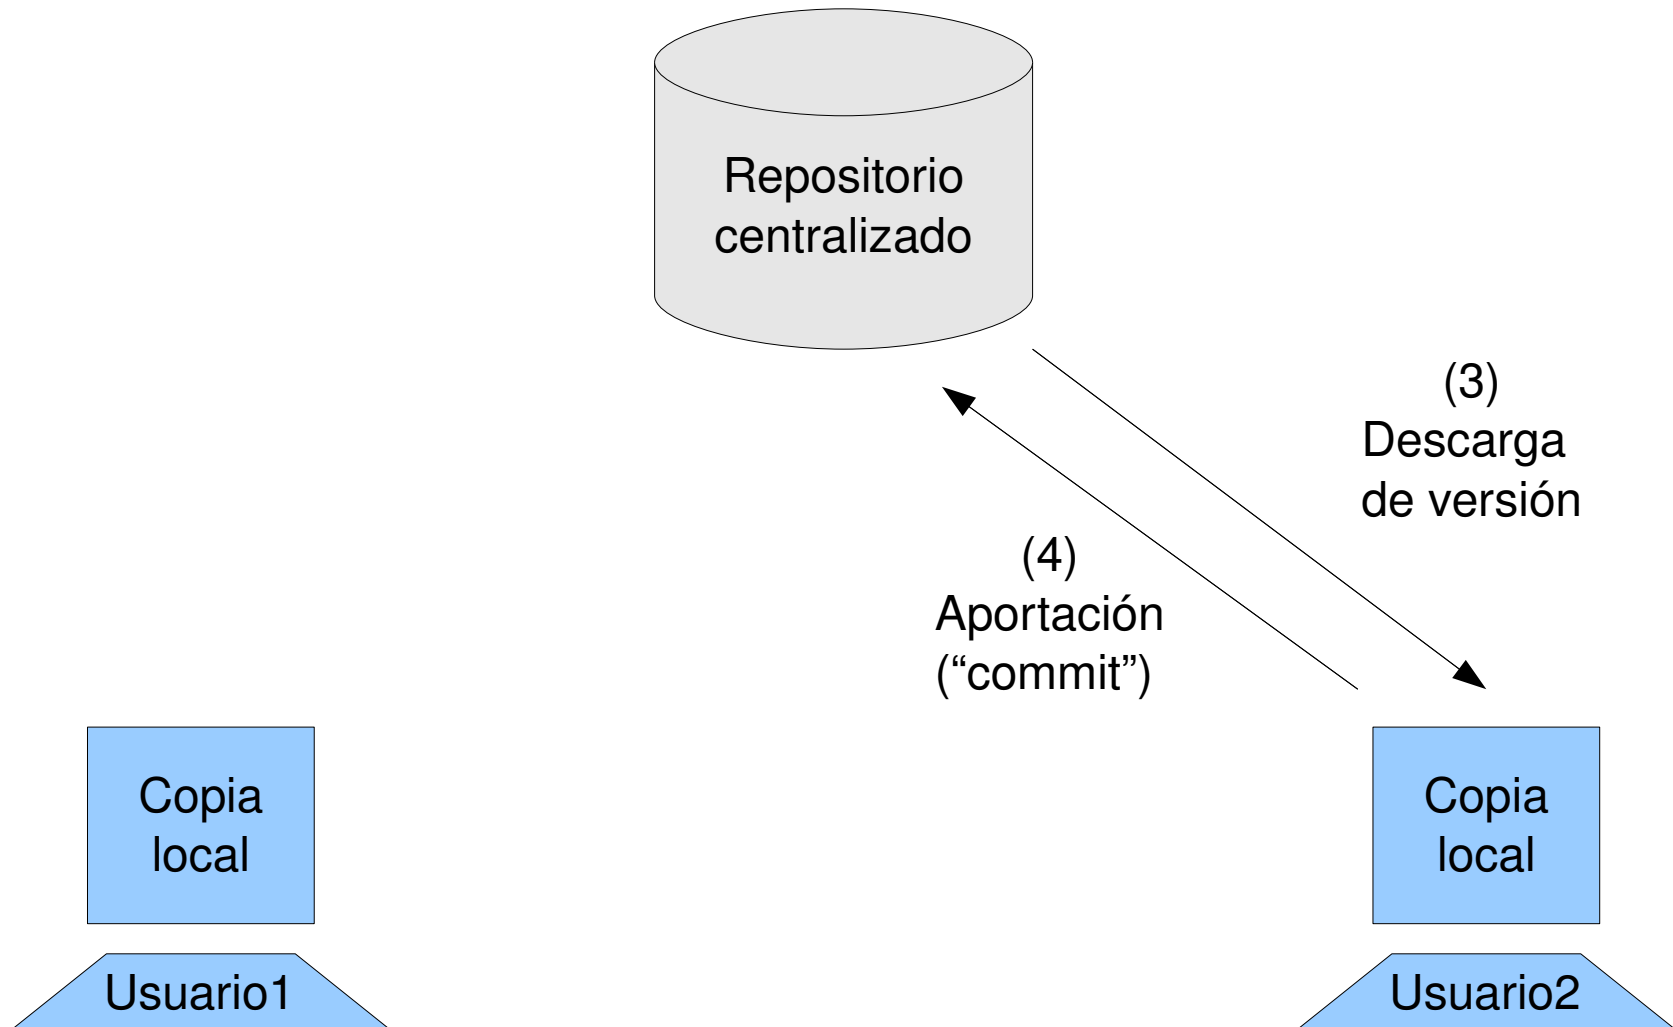 Repositorio
centralizado
(3)
Descarga
de versión
(4)
Aportación
(“commit”)
Copia
local
Copia
local
Usuario1
Usuario2